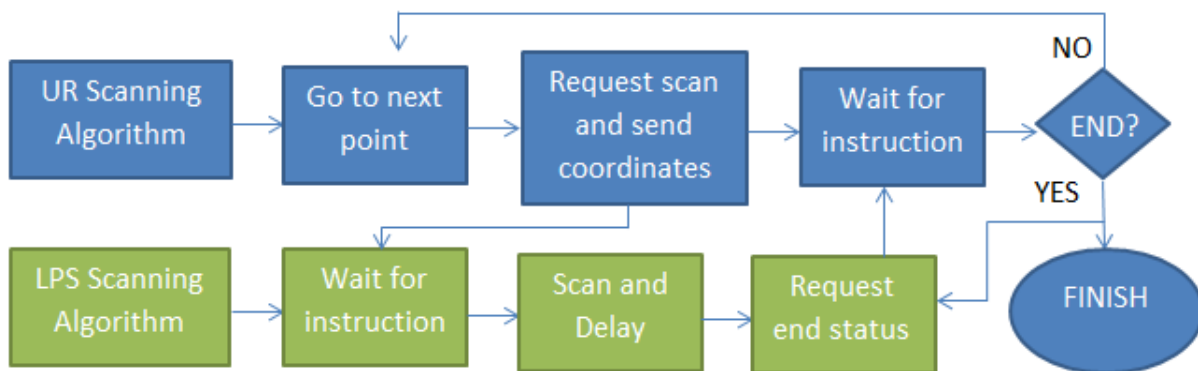 NO
UR Scanning
Algorithm
Go to next
point
Request scan
and send
coordinates
Wait for
instruction
END?
YES
LPS Scanning
Algorithm
Wait for
instruction
Scan and
Delay
Request
end status
FINISH